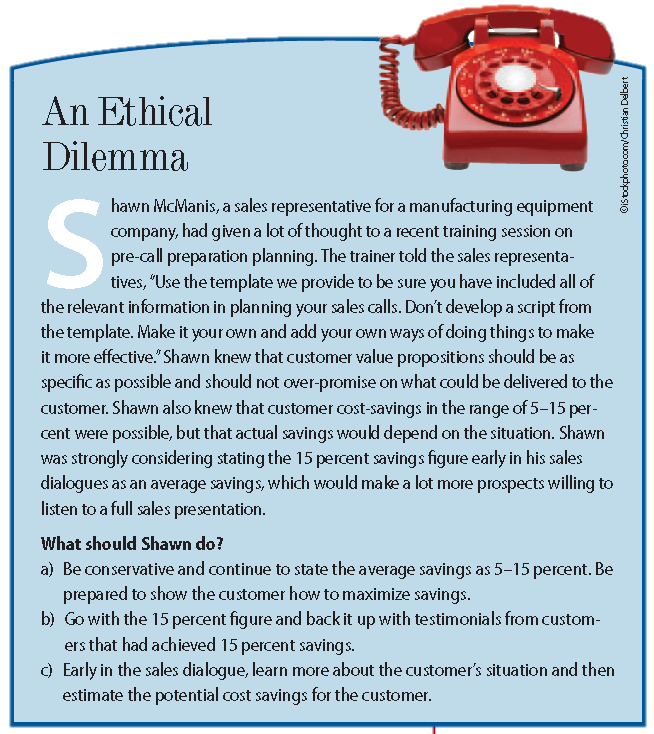 An Ethical
Dilemma
©iStockphoto.com/Christian Delbert
Shawn McManis, a sales representative for a manufacturing equipment
company, had given a lot of thought to a recent training session on
pre-call preparation planning. The trainer told the sales representa-
tives, “Use the template we provide to be sure you have included all of
the relevant information in planning your sales calls. Don’t develop a script from
the template. Make it your own and add your own ways of doing things to make
it more effective.” Shawn knew that customer value propositions should be as
specific as possible and should not over-promise on what could be delivered to the
customer. Shawn also knew that customer cost-savings in the range of 5–15 per-
cent were possible, but that actual savings would depend on the situation. Shawn
was strongly considering stating the 15 percent savings figure early in his sales
dialogues as an average savings, which would make a lot more prospects willing to
listen to a full sales presentation.
What should Shawn do?
a) Be conservative and continue to state the average savings as 5–15 percent. Be
prepared to show the customer how to maximize savings.
b) Go with the 15 percent figure and back it up with testimonials from custom-
ers that had achieved 15 percent savings.
c) Early in the sales dialogue, learn more about the customer’s situation and then
estimate the potential cost savings for the customer.